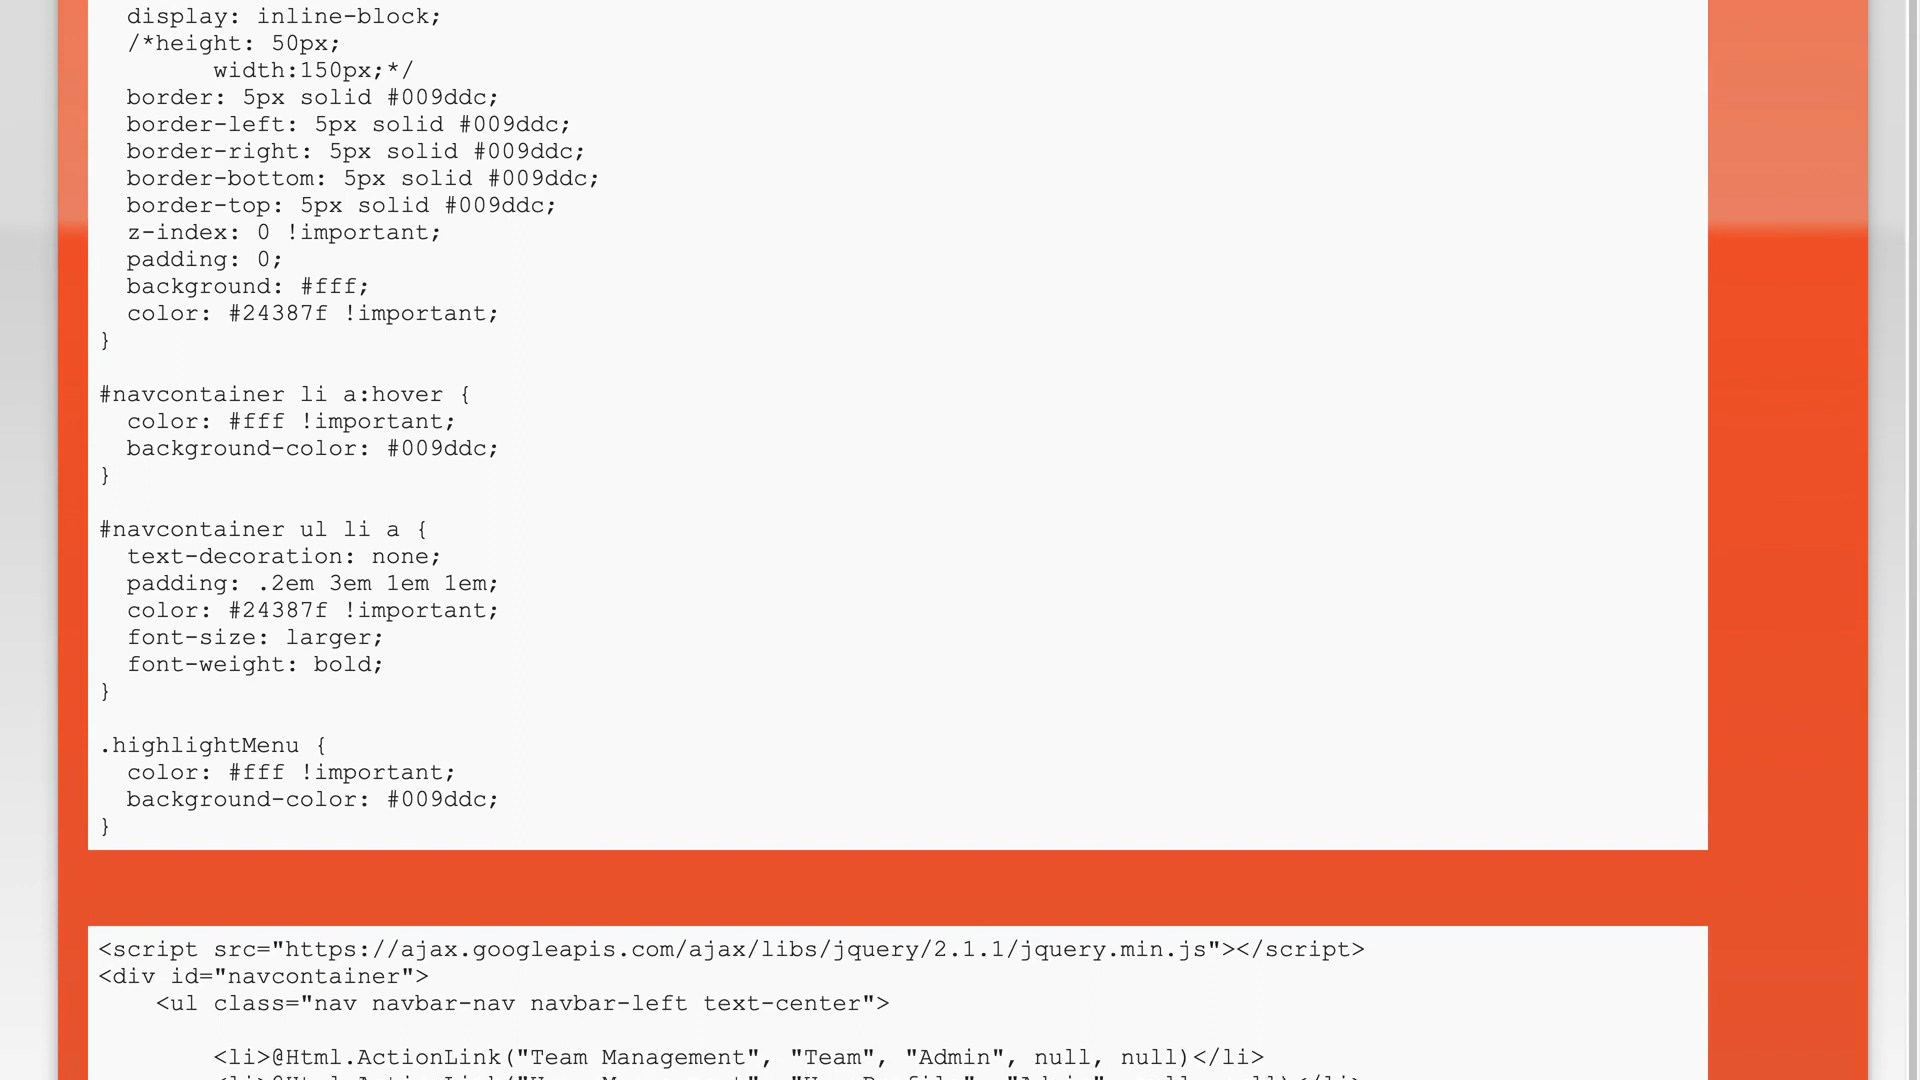 display: inline-block;
/*height: 50px;
width:150px;*/
border: 5px solid #009ddc;
border-left: 5px solid #009ddc;
border-right: 5px solid #009ddc;
border-bottom: 5px solid #009ddc;
border-top: 5px solid #009ddc;
z-index: 0 !important;
padding: 0;
background: #fff;
color: #24387f !important;
}
#navcontainer li a:hover {
color: #fff !important;
background-color: #009ddc;
}
#navcontainer ul li a {
text-decoration: none;
padding: .2em 3em 1em 1em;
color: #24387f !important;
font-size: larger;
font-weight: bold;
}
.highlightMenu {
color: #fff !important;
background-color: #009ddc;
}
<script src="https://ajax.googleapis.com/ajax/libs/jquery/2.1.1/jquery.min.js"></script>
<div id="navcontainer">
<ul class="nav navbar-nav navbar-left text-center">
<li>@Html.ActionLink("Team Management", "Team", "Admin", null, null)</li>